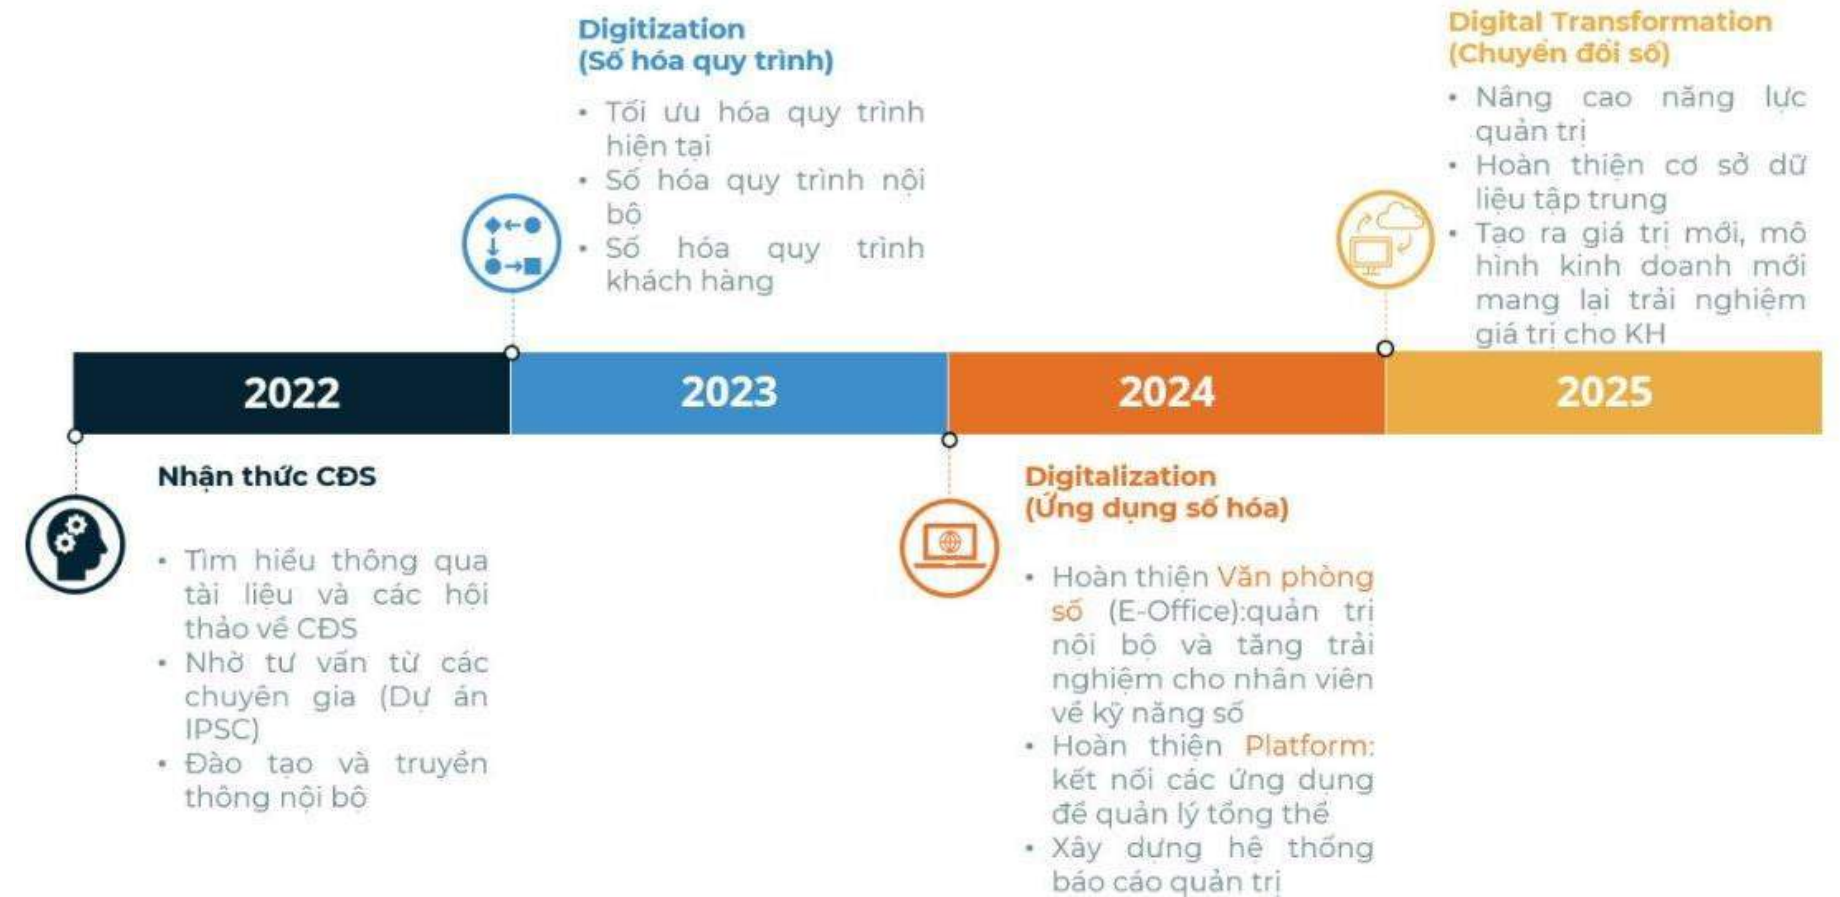 Digitization
(Số hóa quy trình)
• Tối ưu hóa quy trình
hiện tại
• Số hóa quy trình nội
bộ
• Số hóa quy trình
khách hàng
Digital Transformation
(Chuyển đổi số)
• Nâng cao năng lực
quản trị
• Hoàn thiện cơ sở dữ
liệu tập trung
• Tạo ra giá trị mới, mô
hình kinh doanh mới
mang lại trải nghiệm
giá trị cho KH
2022
2023
2024
2025
Nhận thức CĐS
• Tìm hiểu thông qua
tài liệu và các hội
thảo về CĐS
• Nhờ tư vấn từ các
chuyên gia (Dự án
IPSC)
• Đào tạo và truyền
thông nội bộ
Digitalization
(Ứng dụng số hóa)
• Hoàn thiện Văn phòng
số (E-Office):quản trị
nội bộ và tăng trải
nghiệm cho nhân viên
về kỹ năng số
• Hoàn thiện Platform:
kết nối các ứng dụng
để quản lý tổng thể
• Xây dựng hệ thống
báo cáo quản trị